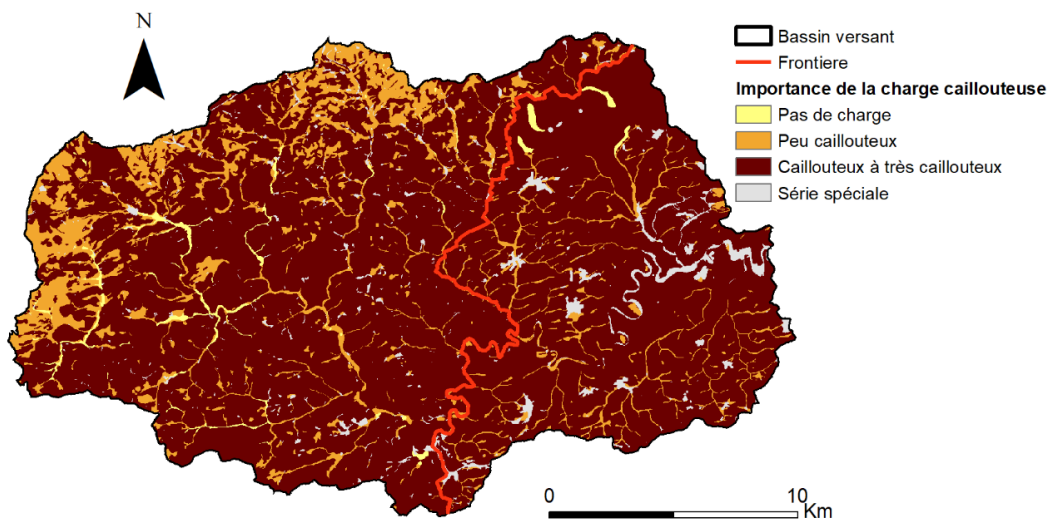 N
Bassin versant
Frontiere
Importance de la charge caillouteuse
Pas de charge
Peu caillouteux
Caillouteux à très caillouteux
Série spéciale
0 10
Km